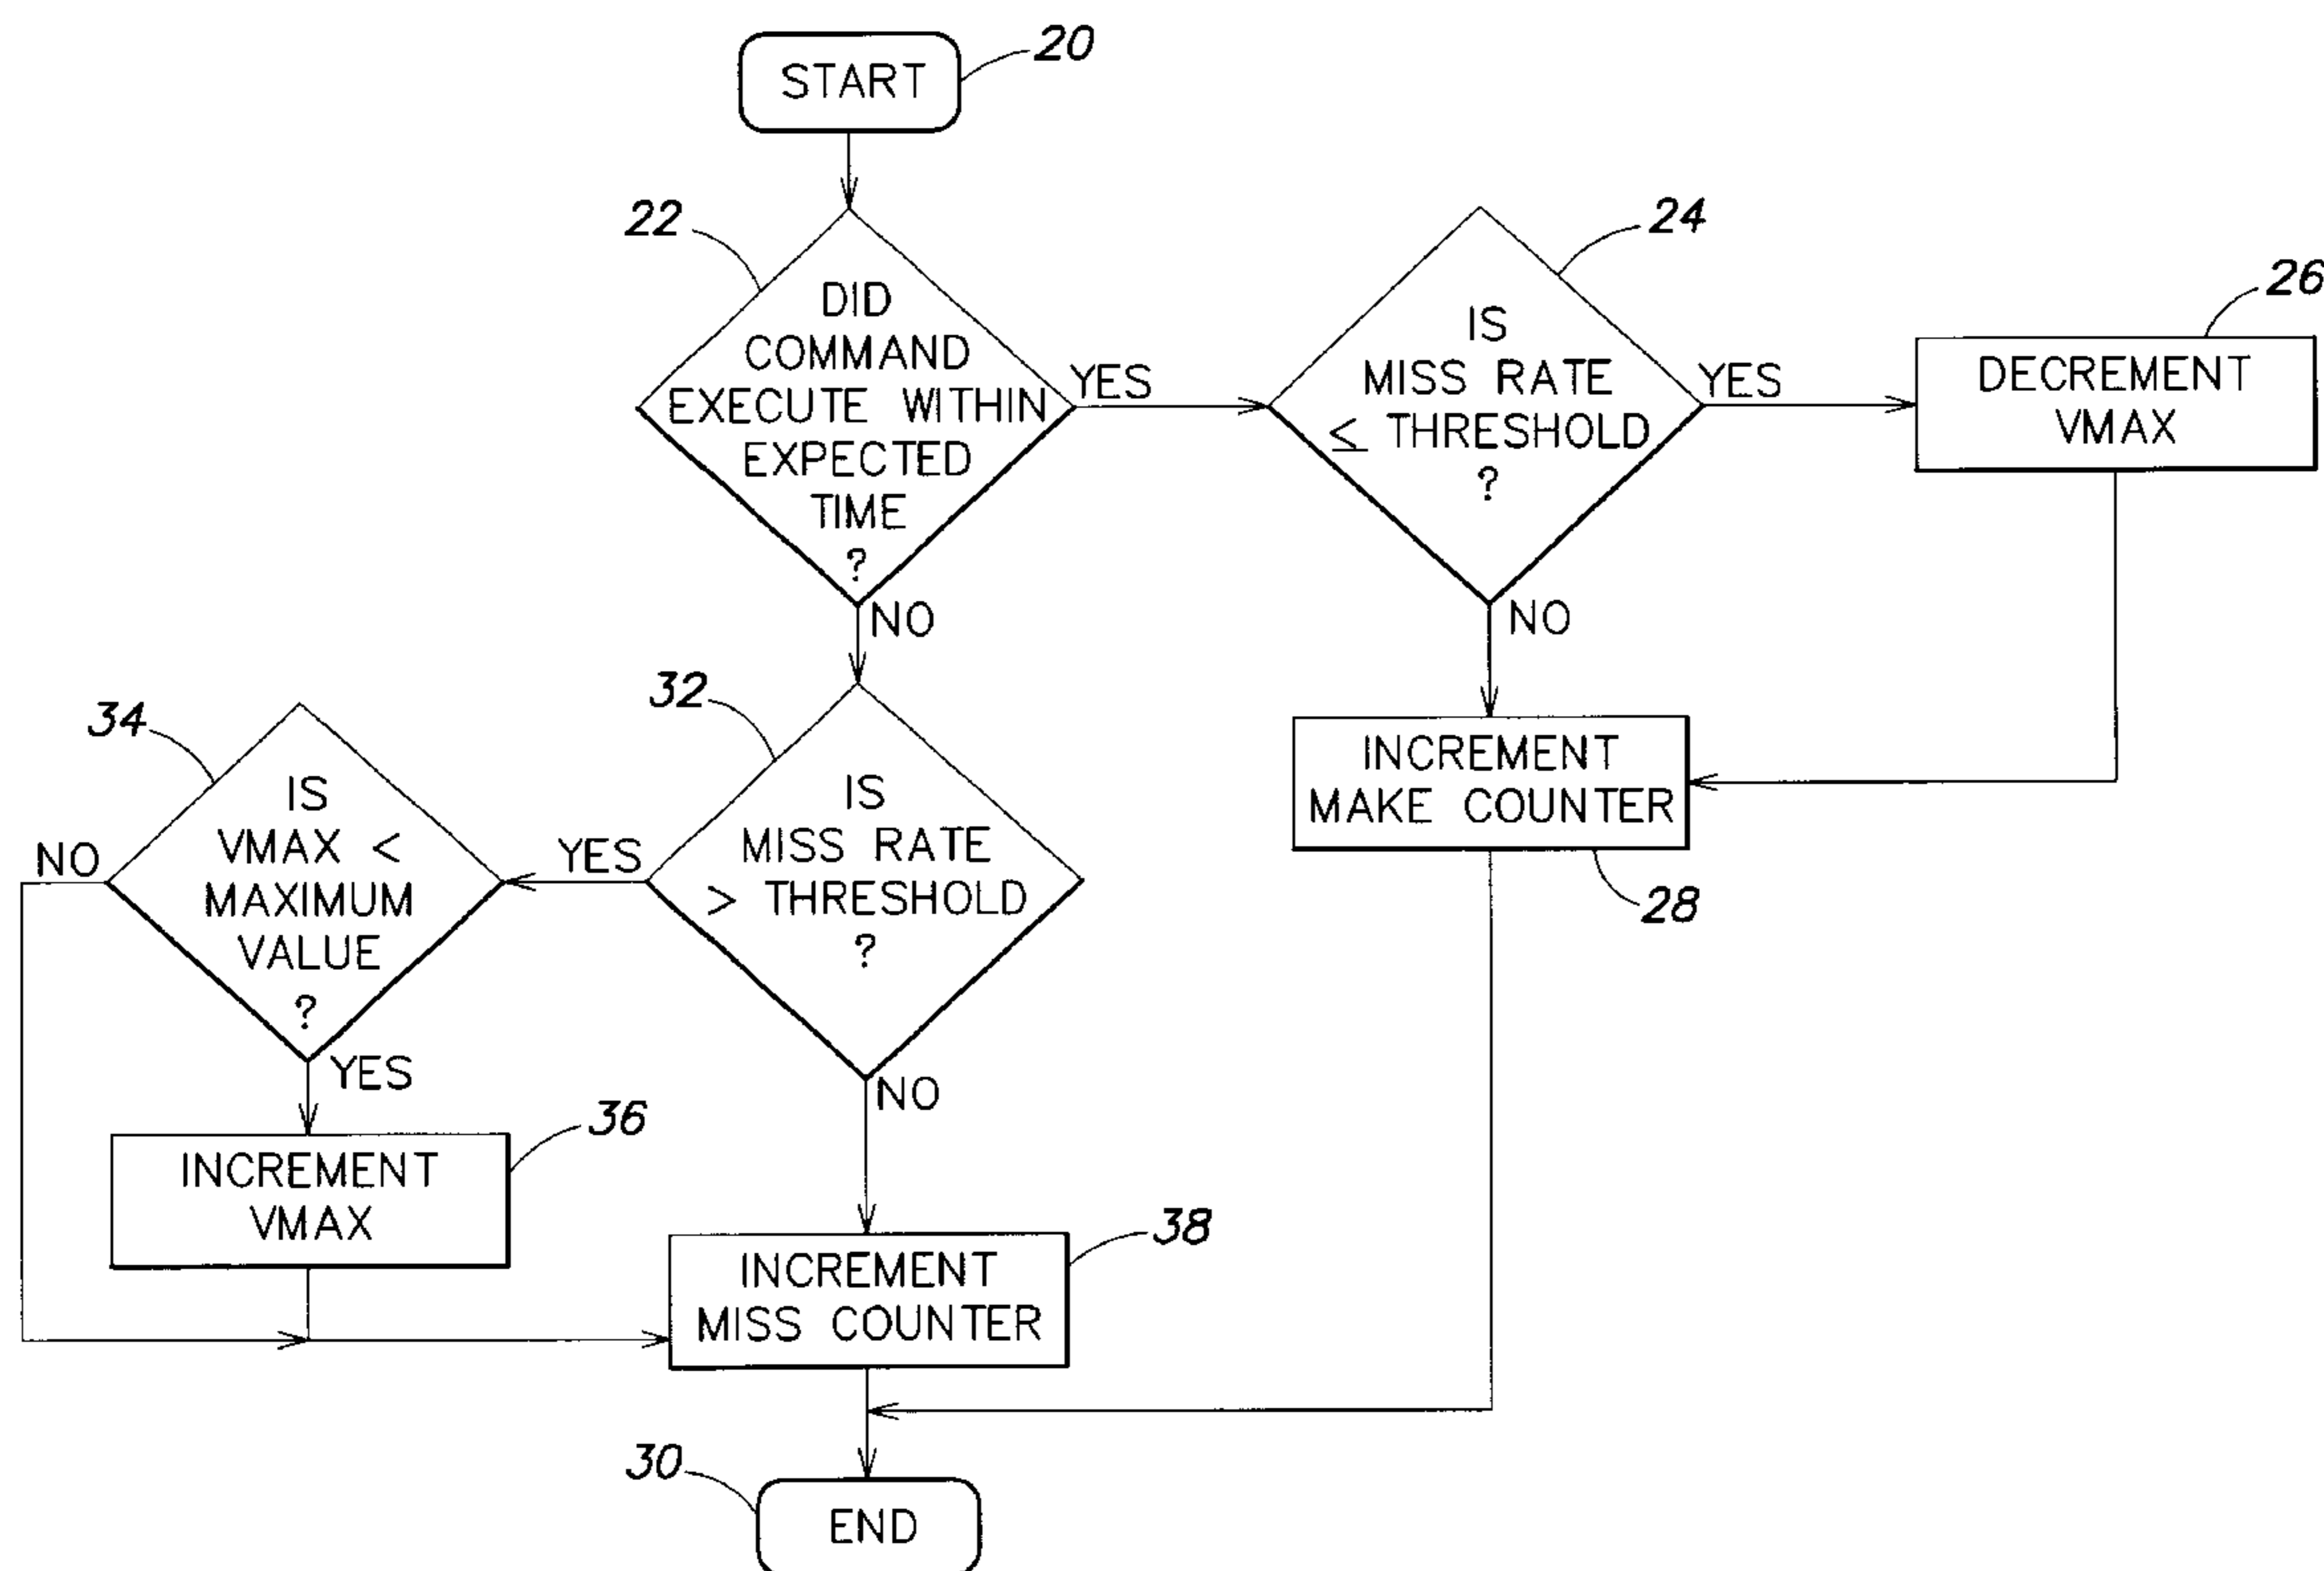 START
20
22
DID
COMMAND
EXECUTE WITHIN
EXPECTED
TIME
?
YES
NO
24
IS
MISS RATE
≤ THRESHOLD
?
YES
NO
26
DECREMENT
VMAX
INCREMENT
MAKE COUNTER
28
32
IS
MISS RATE
> THRESHOLD
?
YES
NO
34
IS
VMAX <
MAXIMUM
VALUE
?
NO
YES
36
INCREMENT
VMAX
38
INCREMENT
MISS COUNTER
30
END